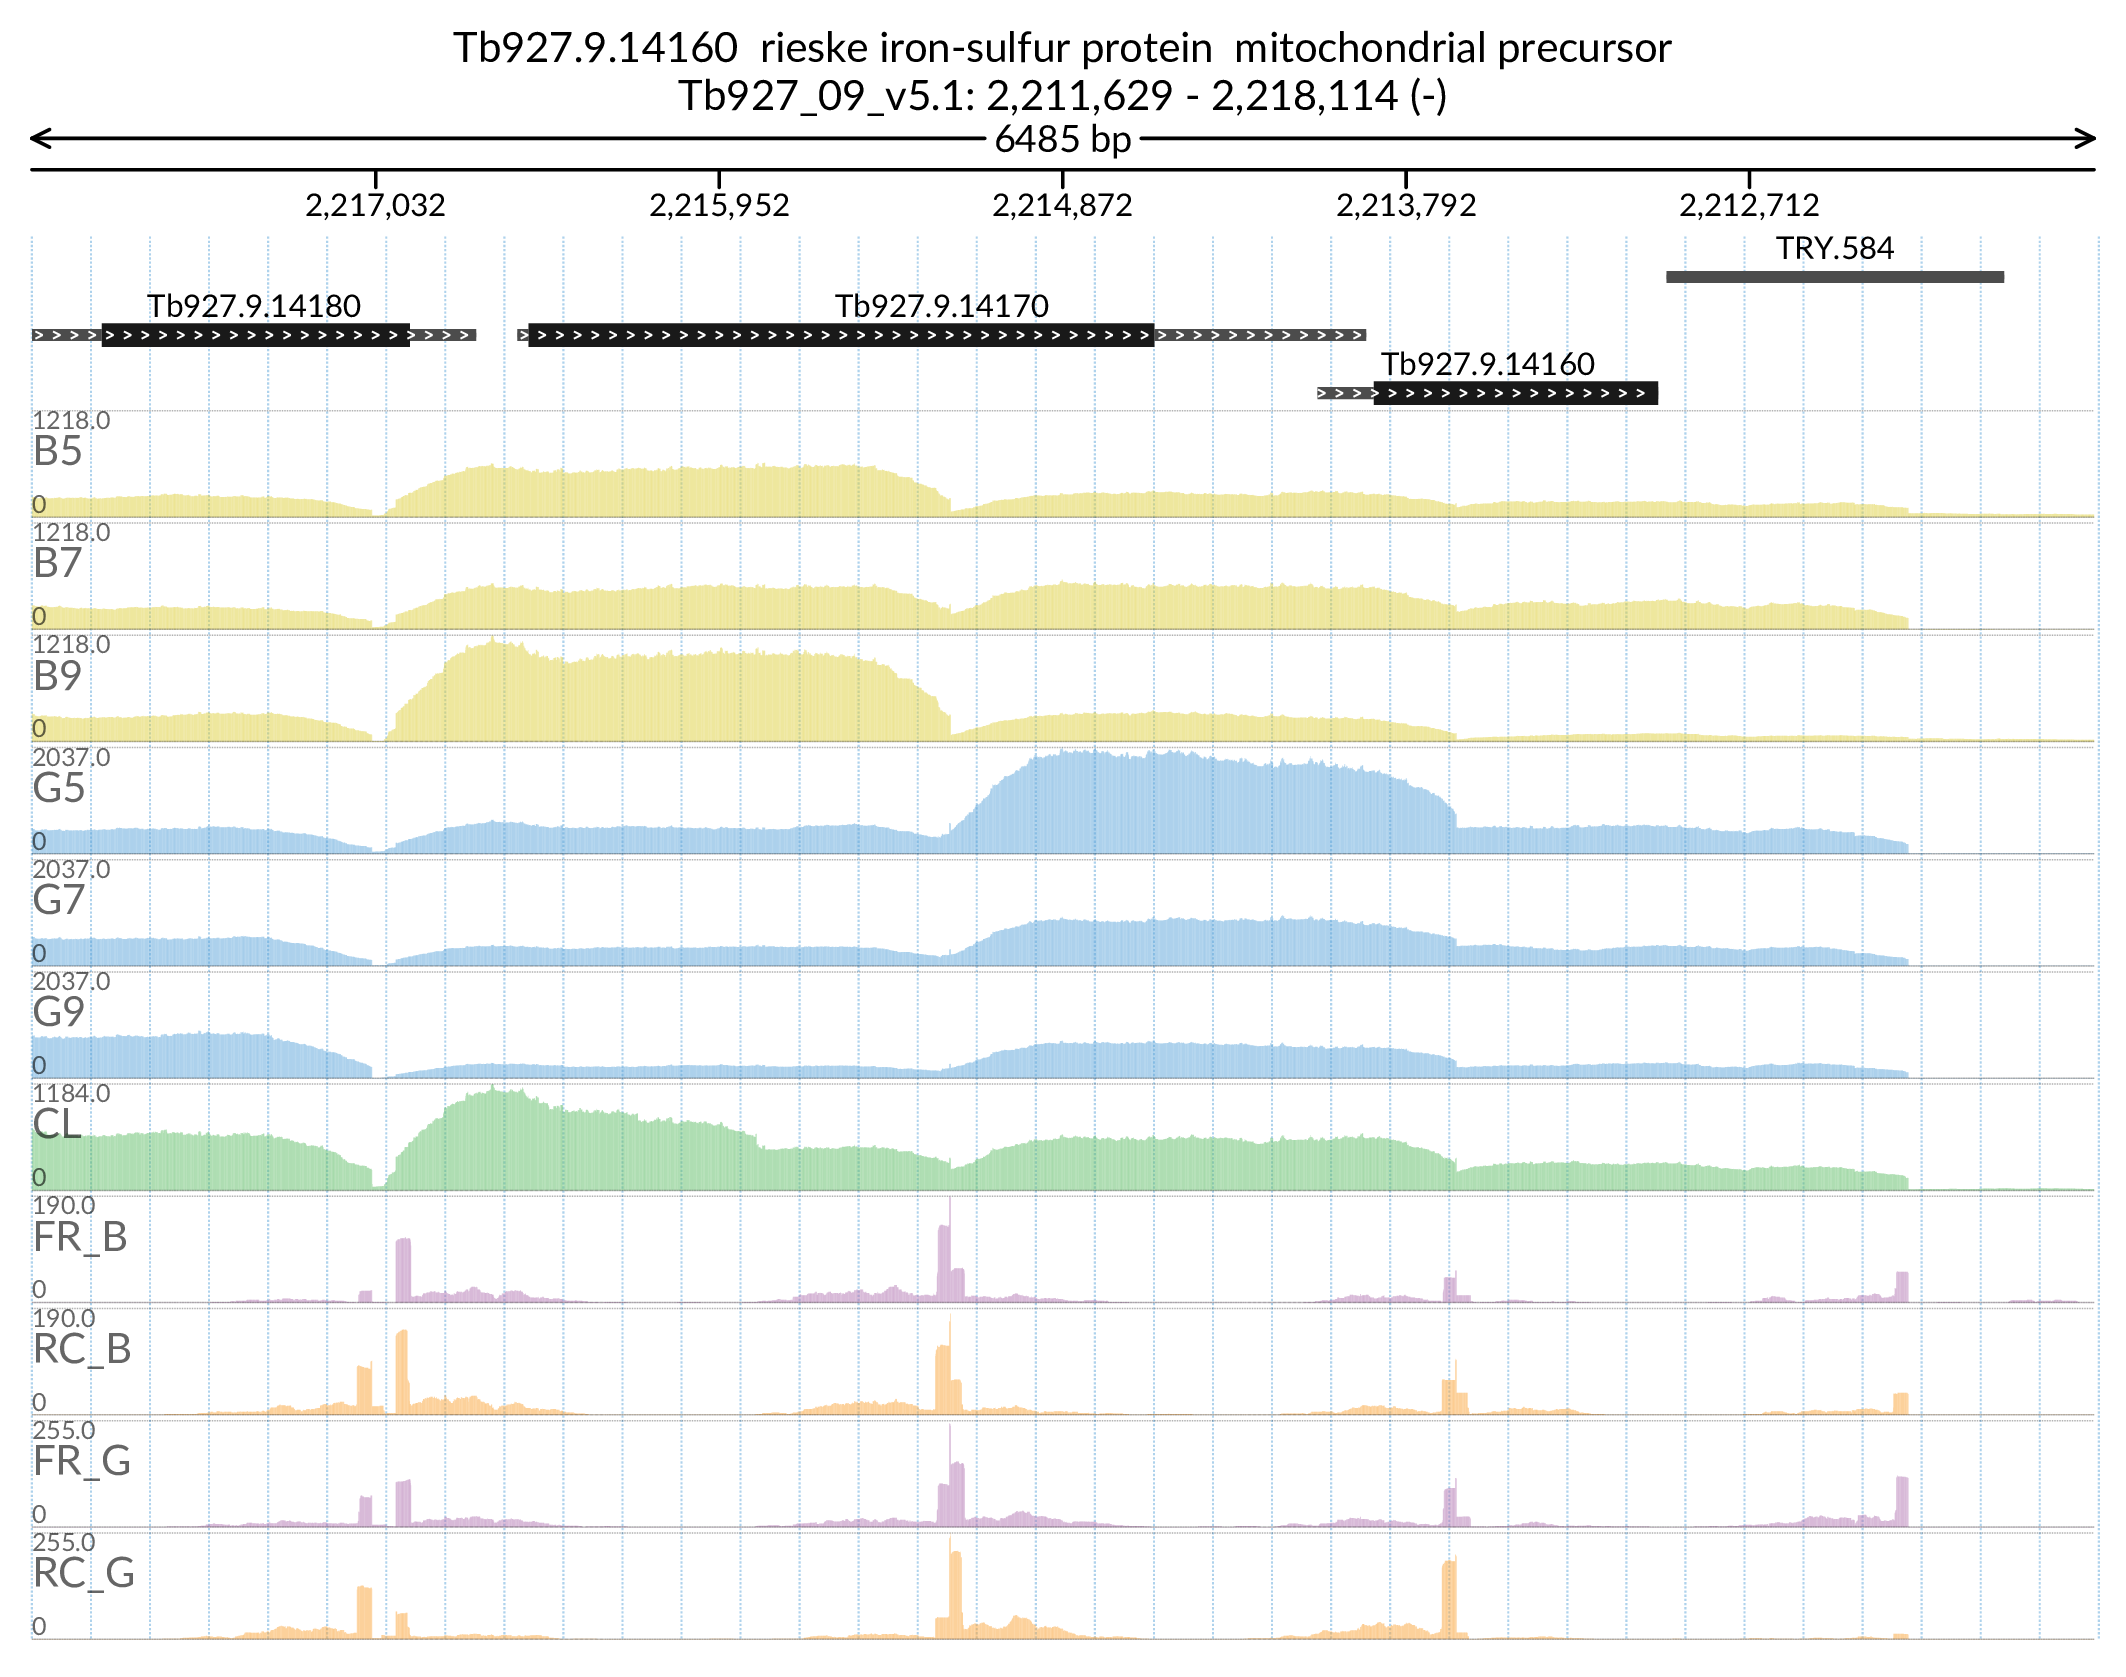 Tb927.9.14160  rieske iron-sulfur protein  mitochondrial precursor
Tb927_09_v5.1: 2,211,629 - 2,218,114 (-)
6485 bp
2,217,032 2,215,952 2,214,872 2,213,792 2,212,712
TRY.584
Tb927.9.14180 Tb927.9.14170
Tb927.9.14160
1218.0
B5
0
1218.0
B7
0
1218.0
B9
0
2037.0
G5
0
2037.0
G7
0
2037.0
G9
0
1184.0
CL
0
190.0
FR_B
0
190.0
RC_B
0
255.0
FR_G
0
255.0
RC_G
0